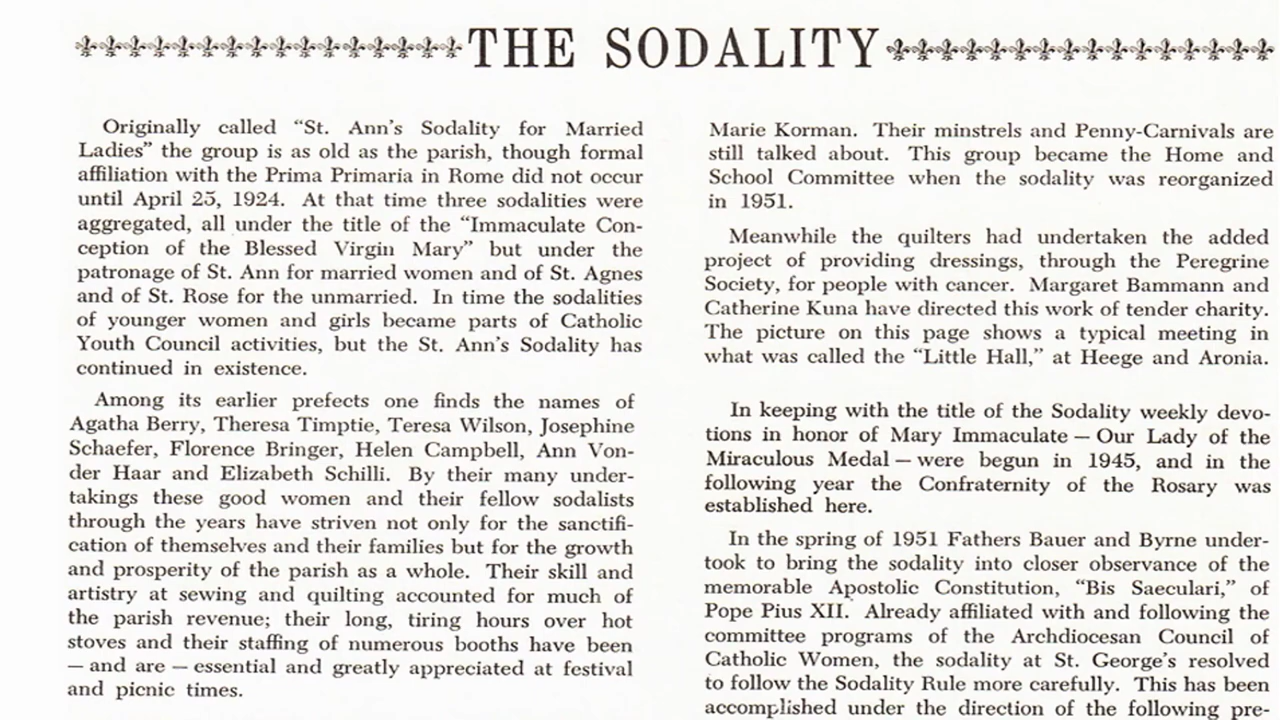 THE SODALITY
Originally called “St. Ann’s Sodality for Married
Ladies” the group is as old as the parish, though formal
affiliation with the Prima Primaria in Rome did not occur
until April 25, 1924. At that time three sodalities were
aggregated, all under the title of the “Immaculate Con-
ception of the Blessed Virgin Mary” but under the
patronage of St. Ann for married women and of St. Agnes
and of St. Rose for the unmarried. In time the sodalities
of younger women and girls became parts of Catholic
Youth Council activities, but the St. Ann’s Sodality has
continued in existence.
Among its earlier prefects one finds the names of
Agatha Berry, Theresa Timptie, Teresa Wilson, Josephine
Schaefer, Florence Bringer, Helen Campbell, Ann Von-
der Haar and Elizabeth Schilli. By their many under-
takings these good women and their fellow sodalists
through the years have striven not only for the sanctifi-
cation of themselves and their families but for the growth
and prosperity of the parish as a whole. Their skill and
artistry at sewing and quilting accounted for much of
the parish revenue; their long, tiring hours over hot
stoves and their staffing of numerous booths have been
— and are — essential and greatly appreciated at festival
and picnic times.
Marie Korman. Their minstrels and Penny-Carnivals are
still talked about. This group became the Home and
School Committee when the sodality was reorganized
in 1951.
Meanwhile the quilters had undertaken the added
project of providing dressings, through the Peregrine
Society, for people with cancer. Margaret Bammann and
Catherine Kuna have directed this work of tender charity.
The picture on this page shows a typical meeting in
what was called the “Little Hall,” at Heege and Aronia.
In keeping with the title of the Sodality weekly devo-
tions in honor of Mary Immaculate — Our Lady of the
Miraculous Medal — were begun in 1945, and in the
following year the Confraternity of the Rosary was
established here.
In the spring of 1951 Fathers Bauer and Byrne under-
took to bring the sodality into closer observance of the
memorable Apostolic Constitution, “Bis Saeculari,” of
Pope Pius XII. Already affiliated with and following the
committee programs of the Archdiocesan Council of
Catholic Women, the sodality at St. George’s resolved
to follow the Sodality Rule more carefully. This has been
accomplished under the direction of the following pre-